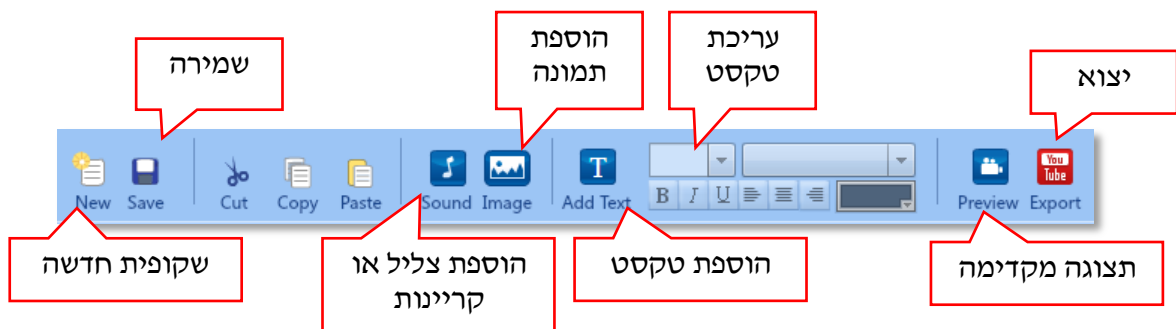 שמירה
הוספת
תמונה
עריכת
טקסט
יצוא
New
Save
Cut
Copy
Paste
Sound
Image
T
Add Text
B
I
U
You
Tube
Preview
Export
שקופית חדשה
הוספת צליל או
קריינות
הוספת טקסט
תצוגה מקדימה